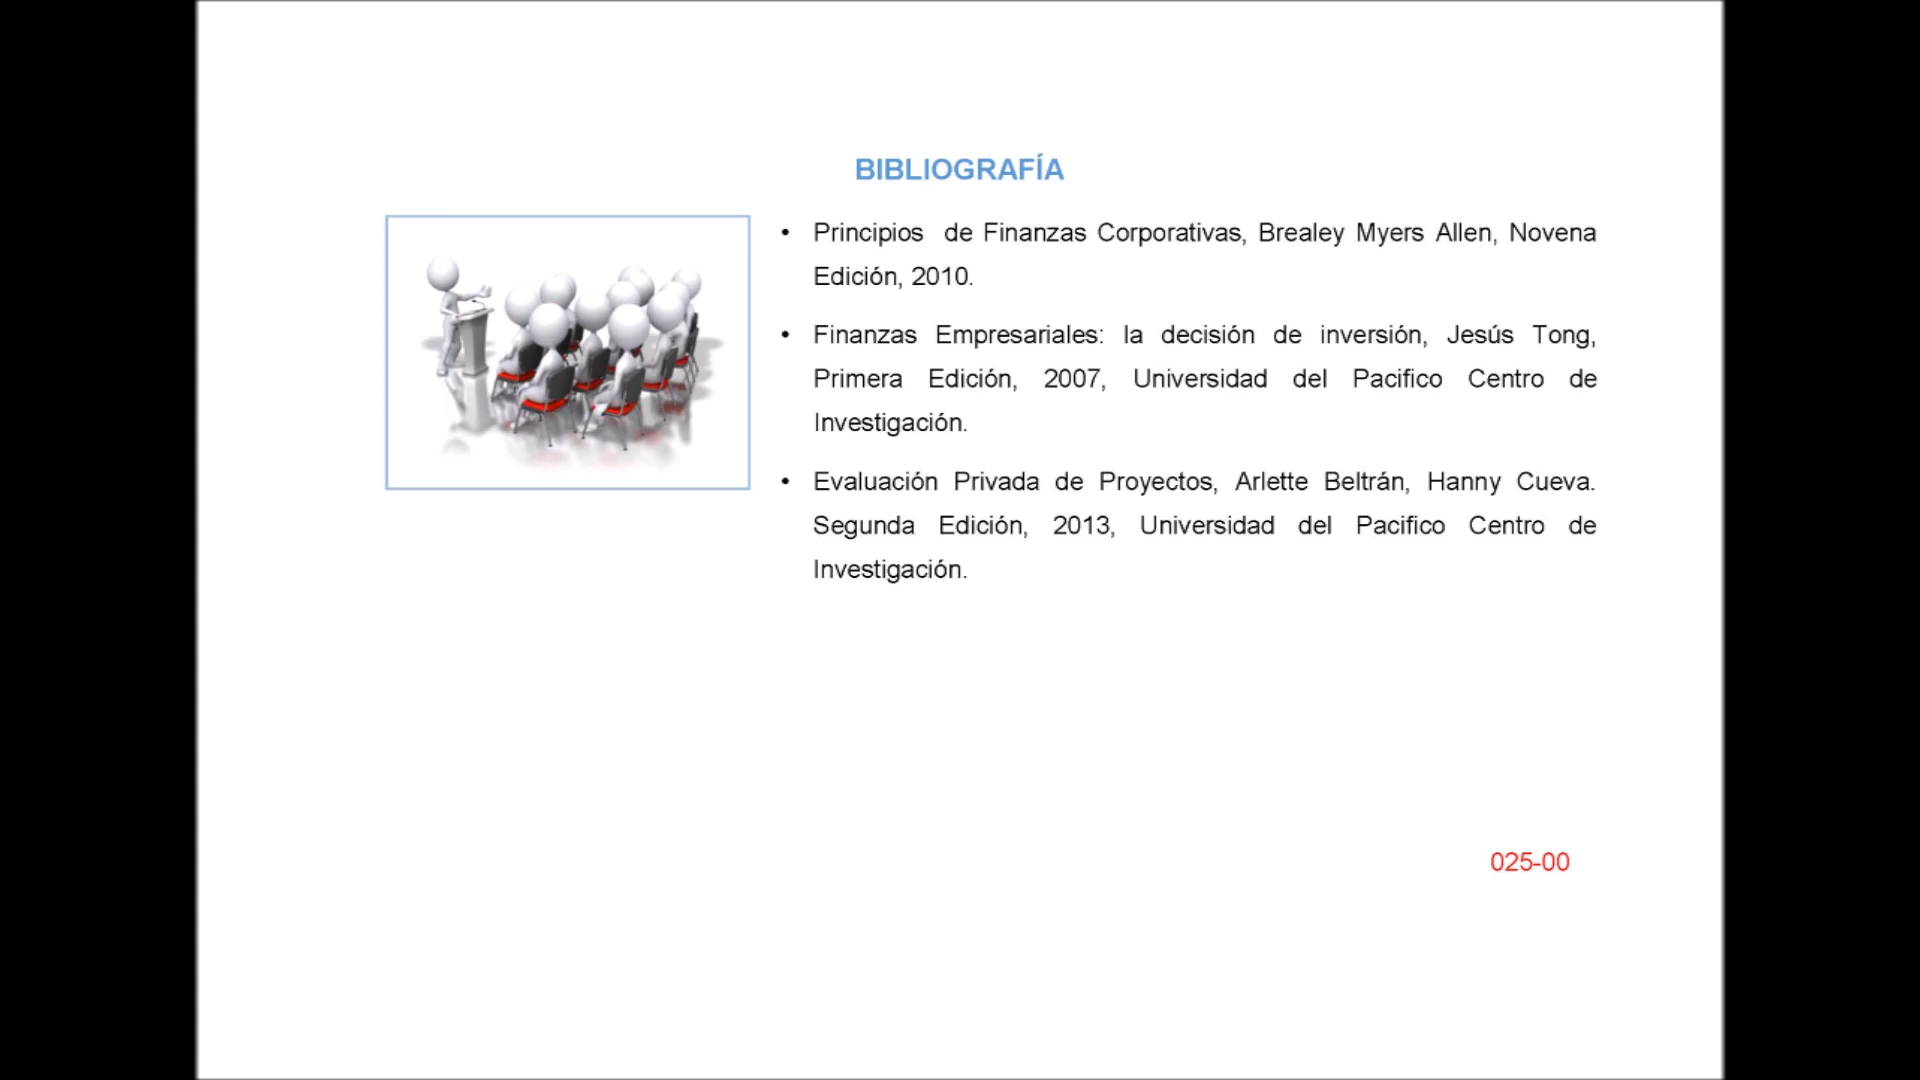 BIBLIOGRAFÍA
• Principios de Finanzas Corporativas, Brealey Myers Allen, Novena
Edición, 2010.
• Finanzas Empresariales: la decisión de inversión, Jesús Tong,
Primera Edición, 2007, Universidad del Pacifico Centro de
Investigación.
• Evaluación Privada de Proyectos, Arlette Beltrán, Hanny Cueva.
Segunda Edición, 2013, Universidad del Pacifico Centro de
Investigación.
025-00